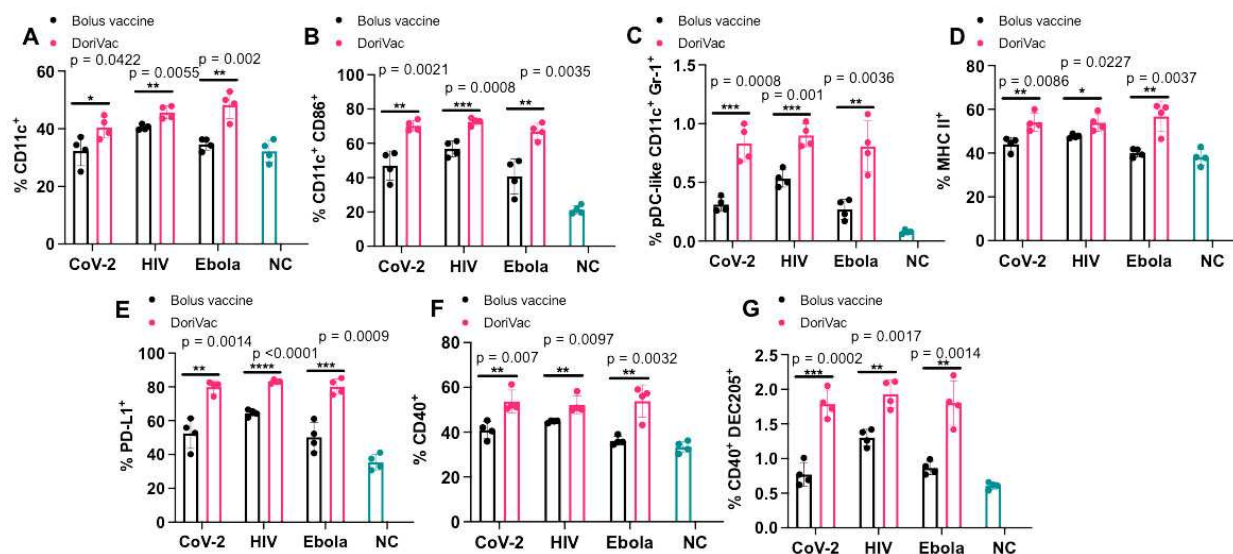 A
Bolus vaccine
DoriVac
p = 0.0422
p = 0.0055
p = 0.002
*
**
**
% CD11c+
60
40
20
0
CoV-2 HIV Ebola NC
B
Bolus vaccine
DoriVac
p = 0.0021
p = 0.0008
p = 0.0035
**
***
**
% CD11c+ CD86+
100
80
60
40
20
0
CoV-2 HIV Ebola NC
C
Bolus vaccine
DoriVac
p = 0.0008
p = 0.001
p = 0.0036
***
***
**
% pDC-like CD11c+ Gr-1+
1.5
1.0
0.5
0.0
CoV-2 HIV Ebola NC
D
Bolus vaccine
DoriVac
p = 0.0086
p = 0.0227
p = 0.0037
**
*
**
% MHC II+
80
60
40
20
0
CoV-2 HIV Ebola NC
E
Bolus vaccine
DoriVac
p = 0.0014
p <0.0001
p = 0.0009
**
****
***
% PD-L1+
100
80
60
40
20
0
CoV-2 HIV Ebola NC
F
Bolus vaccine
DoriVac
p = 0.007
p = 0.0097
p = 0.0032
**
**
**
% CD40+
80
60
40
20
0
CoV-2 HIV Ebola NC
G
Bolus vaccine
DoriVac
p = 0.0002
p = 0.0017
p = 0.0014
***
**
**
% CD40+ DEC205+
2.5
2.0
1.5
1.0
0.5
0.0
CoV-2 HIV Ebola NC